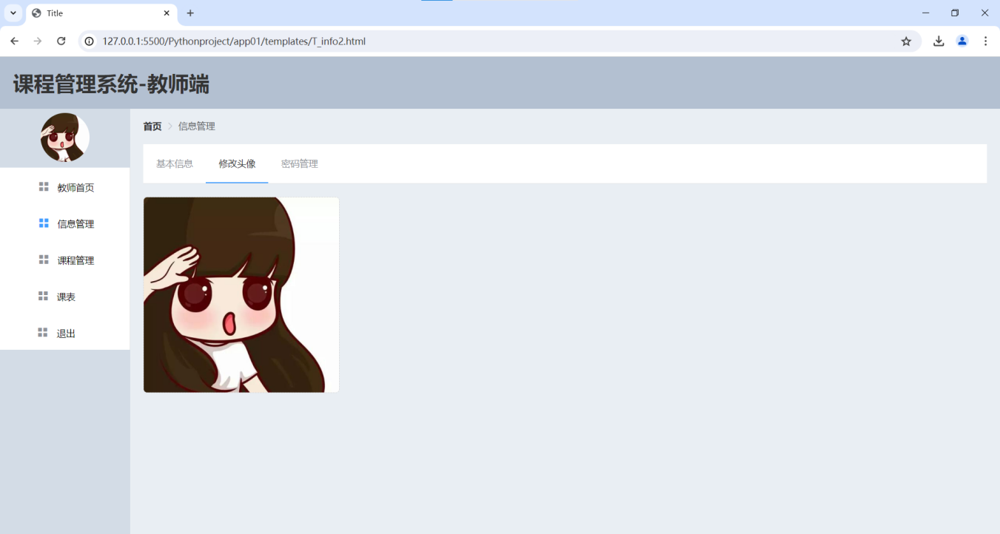 Title
127.0.0.1:5500/Pythonproject/app01/templates/T_info2.html
课程管理系统-教师端
首页 > 信息管理
基本信息 修改头像 密码管理
教师首页
信息管理
课程管理
课表
退出